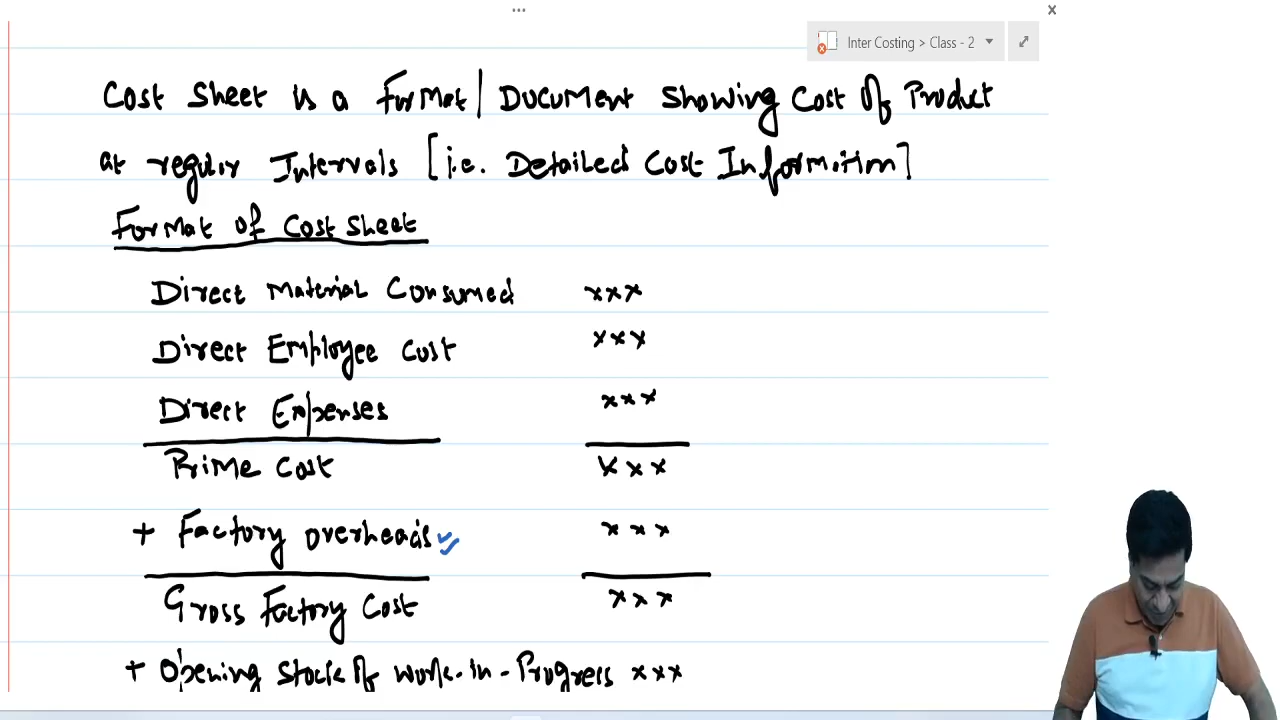 Inter Costing > Class - 2
Cost Sheet is a Format / Document Showing Cost Of Product
at regular Intervals [i.e. Detailed Cost Information]
Format of Cost Sheet
Direct Material Consumed xxx
Direct Employee Cost xxx
Direct Expenses xxx
Prime Cost xxx
+ Factory overheads xxx
Gross Factory Cost xxx
+ Opening Stock Of work-in-Progress xxx